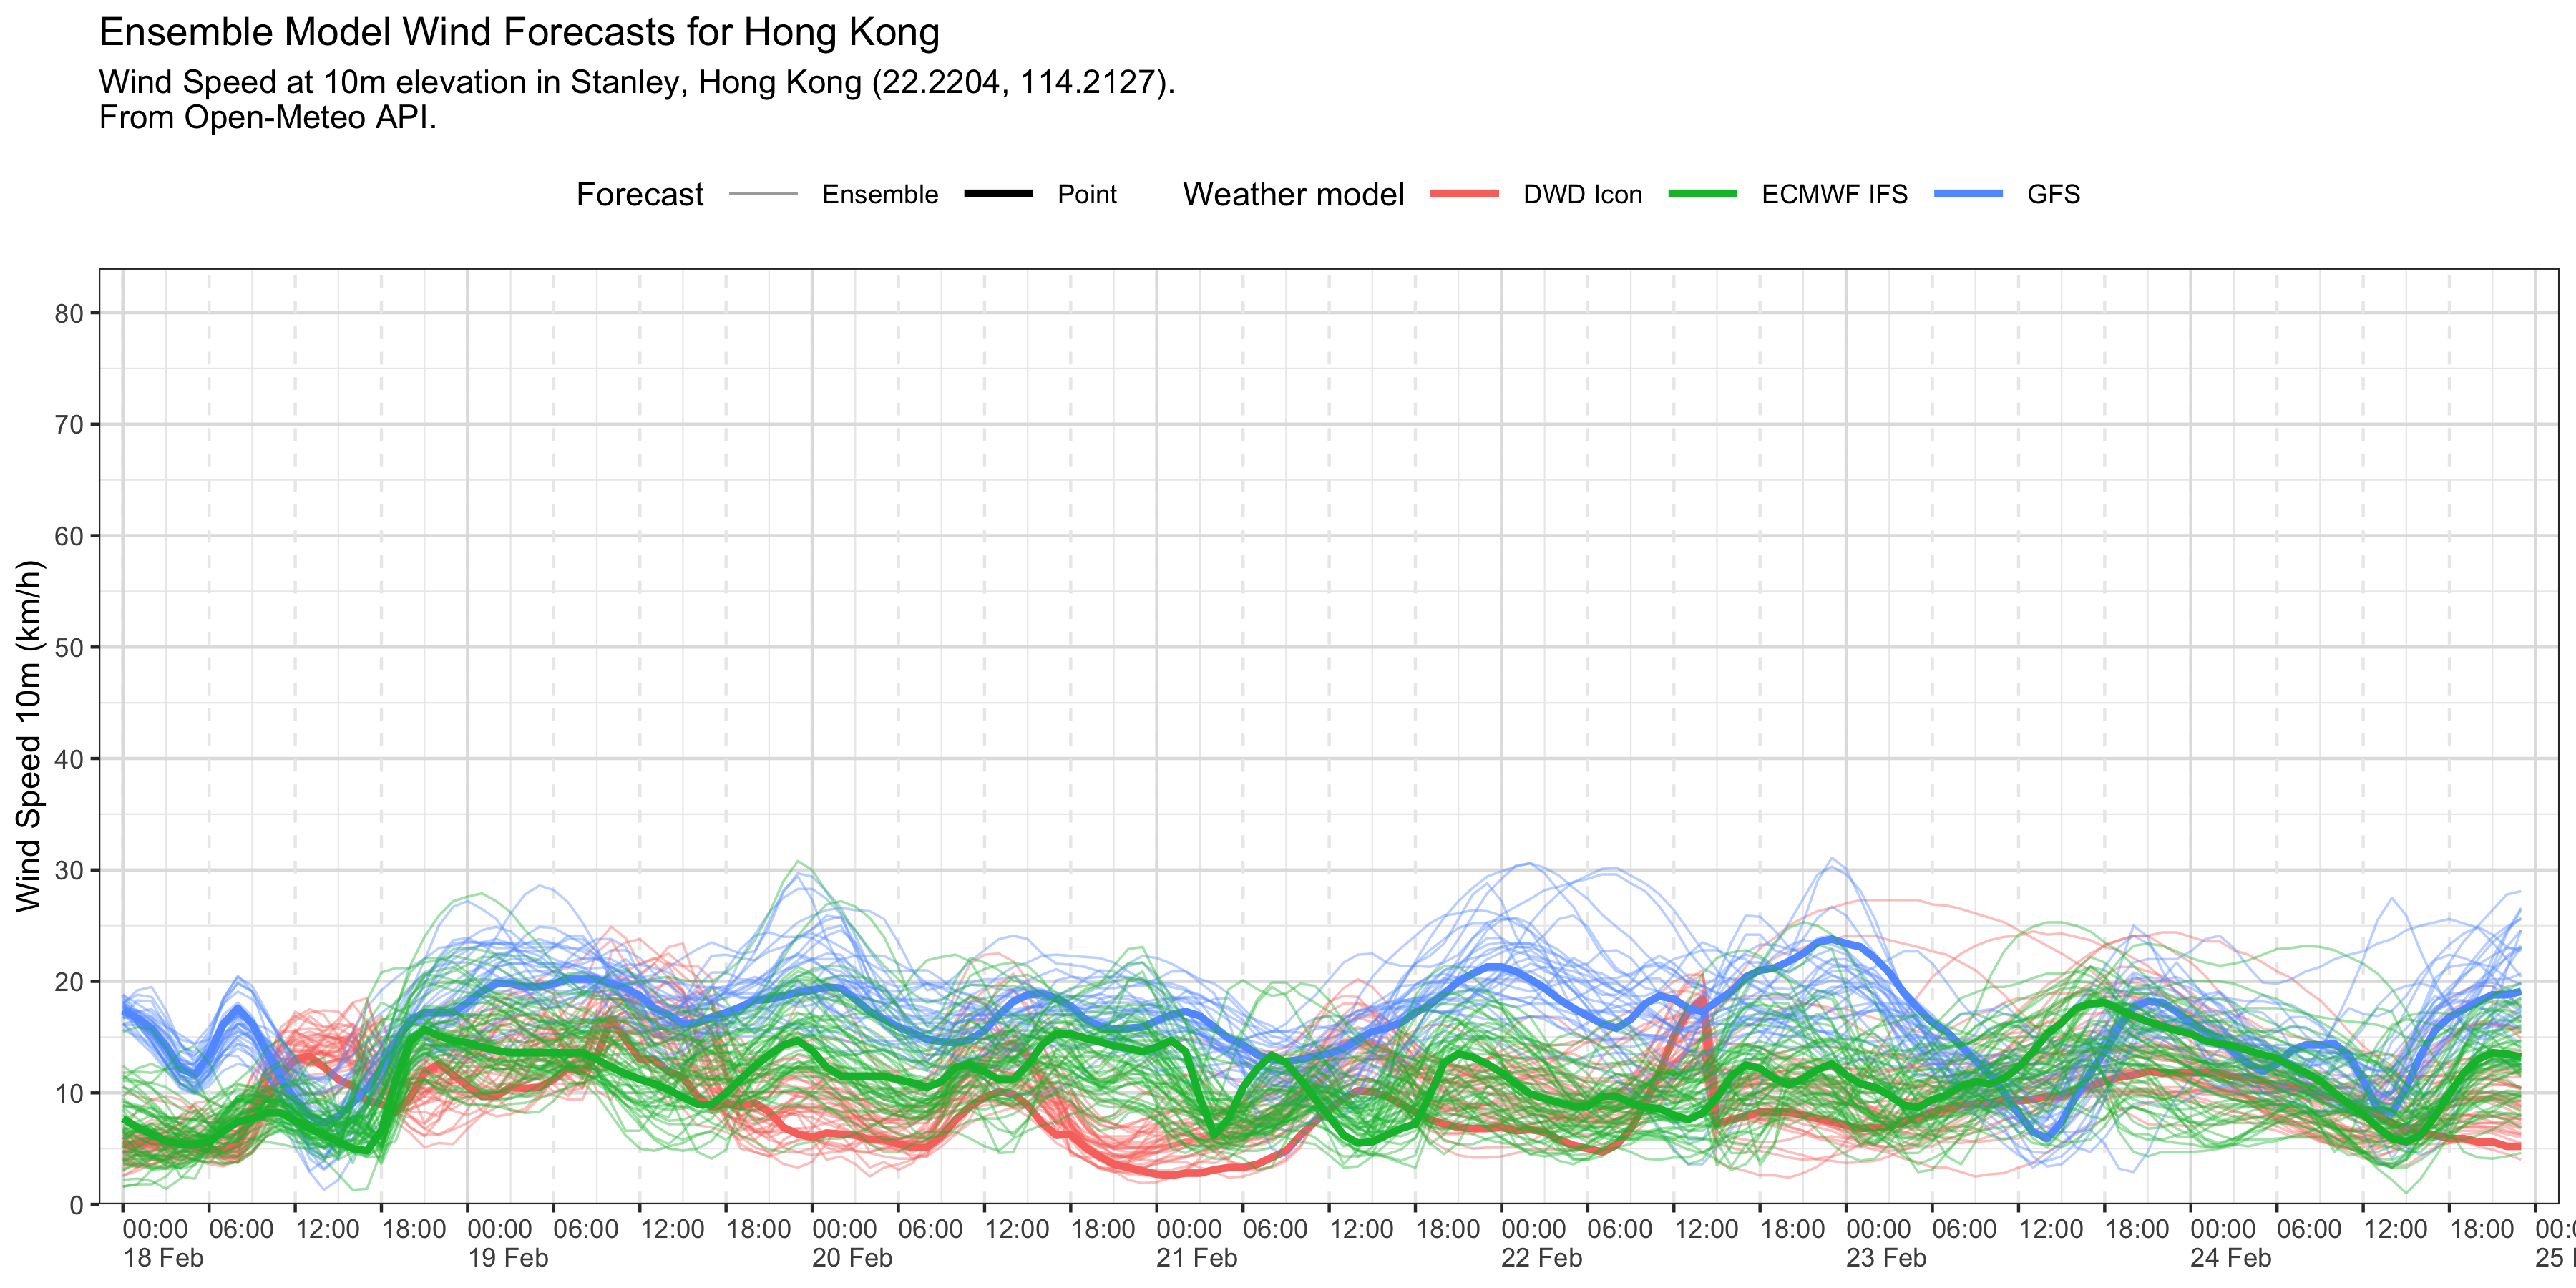 Ensemble Model Wind Forecasts for Hong Kong
Wind Speed at 10m elevation in Stanley, Hong Kong (22.2204, 114.2127).
From Open-Meteo API.
Forecast Ensemble Point Weather model DWD Icon ECMWF IFS GFS
Wind Speed 10m (km/h)
80
70
60
50
40
30
20
10
0
00:00 06:00 12:00 18:00 00:00 06:00 12:00 18:00 00:00 06:00 12:00 18:00 00:00 06:00 12:00 18:00 00:00 06:00 12:00 18:00 00:00 06:00 12:00 18:00 00:00 06:00 12:00 18:00
18 Feb 19 Feb 20 Feb 21 Feb 22 Feb 23 Feb 24 Feb 25